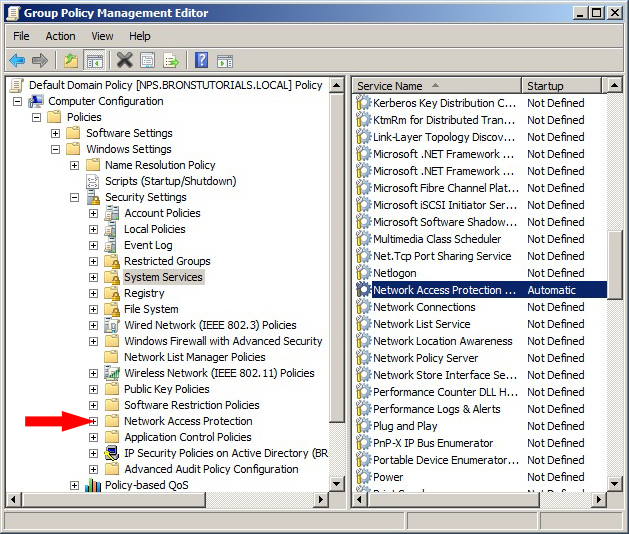 Group Policy Management Editor
File Action View Help
Default Domain Policy [NPS.BRONSTUTORIALS.LOCAL] Policy
Computer Configuration
Policies
Software Settings
Windows Settings
Name Resolution Policy
Scripts (Startup/Shutdown)
Security Settings
Account Policies
Local Policies
Event Log
Restricted Groups
System Services
Registry
File System
Wired Network (IEEE 802.3) Policies
Windows Firewall with Advanced Security
Network List Manager Policies
Wireless Network (IEEE 802.11) Policies
Public Key Policies
Software Restriction Policies
Network Access Protection
Application Control Policies
IP Security Policies on Active Directory (BR
Advanced Audit Policy Configuration
Policy-based QoS
Service Name Startup
Kerberos Key Distribution C... Not Defined
KtmRm for Distributed Tran... Not Defined
Link-Layer Topology Discov... Not Defined
Microsoft .NET Framework ... Not Defined
Microsoft .NET Framework ... Not Defined
Microsoft Fibre Channel Plat... Not Defined
Microsoft iSCSI Initiator Ser... Not Defined
Microsoft Software Shadow... Not Defined
Multimedia Class Scheduler Not Defined
Net.Tcp Port Sharing Service Not Defined
Netlogon Not Defined
Network Access Protection ... Automatic
Network Connections Not Defined
Network List Service Not Defined
Network Location Awareness Not Defined
Network Policy Server Not Defined
Network Store Interface Se... Not Defined
Performance Counter DLL H... Not Defined
Performance Logs & Alerts Not Defined
Plug and Play Not Defined
PnP-X IP Bus Enumerator Not Defined
Portable Device Enumerator... Not Defined
Power Not Defined